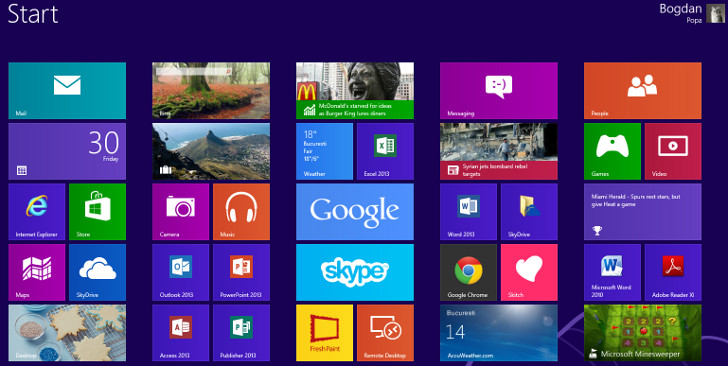 Start
Bogdan
Popa
Mail
Bing
McDonald's starved for ideas
as Burger King lures diners
Messaging
People
30
Friday
18°
Bucuresti
Fair
18°/6°
Weather
Excel 2013
Syrian jets bombard rebel
targets
Games
Video
Internet Explorer
Store
Camera
Music
Google
Word 2013
SkyDrive
Miami Herald - Spurs rest stars, but
give Heat a game
Maps
SkyDrive
Outlook 2013
PowerPoint 2013
skype
Google Chrome
Skitch
Microsoft Word
2010
Adobe Reader XI
Desktop
Access 2013
Publisher 2013
FreshPaint
Remote Desktop
Bucuresti
14
AccuWeather.com
Microsoft Minesweeper